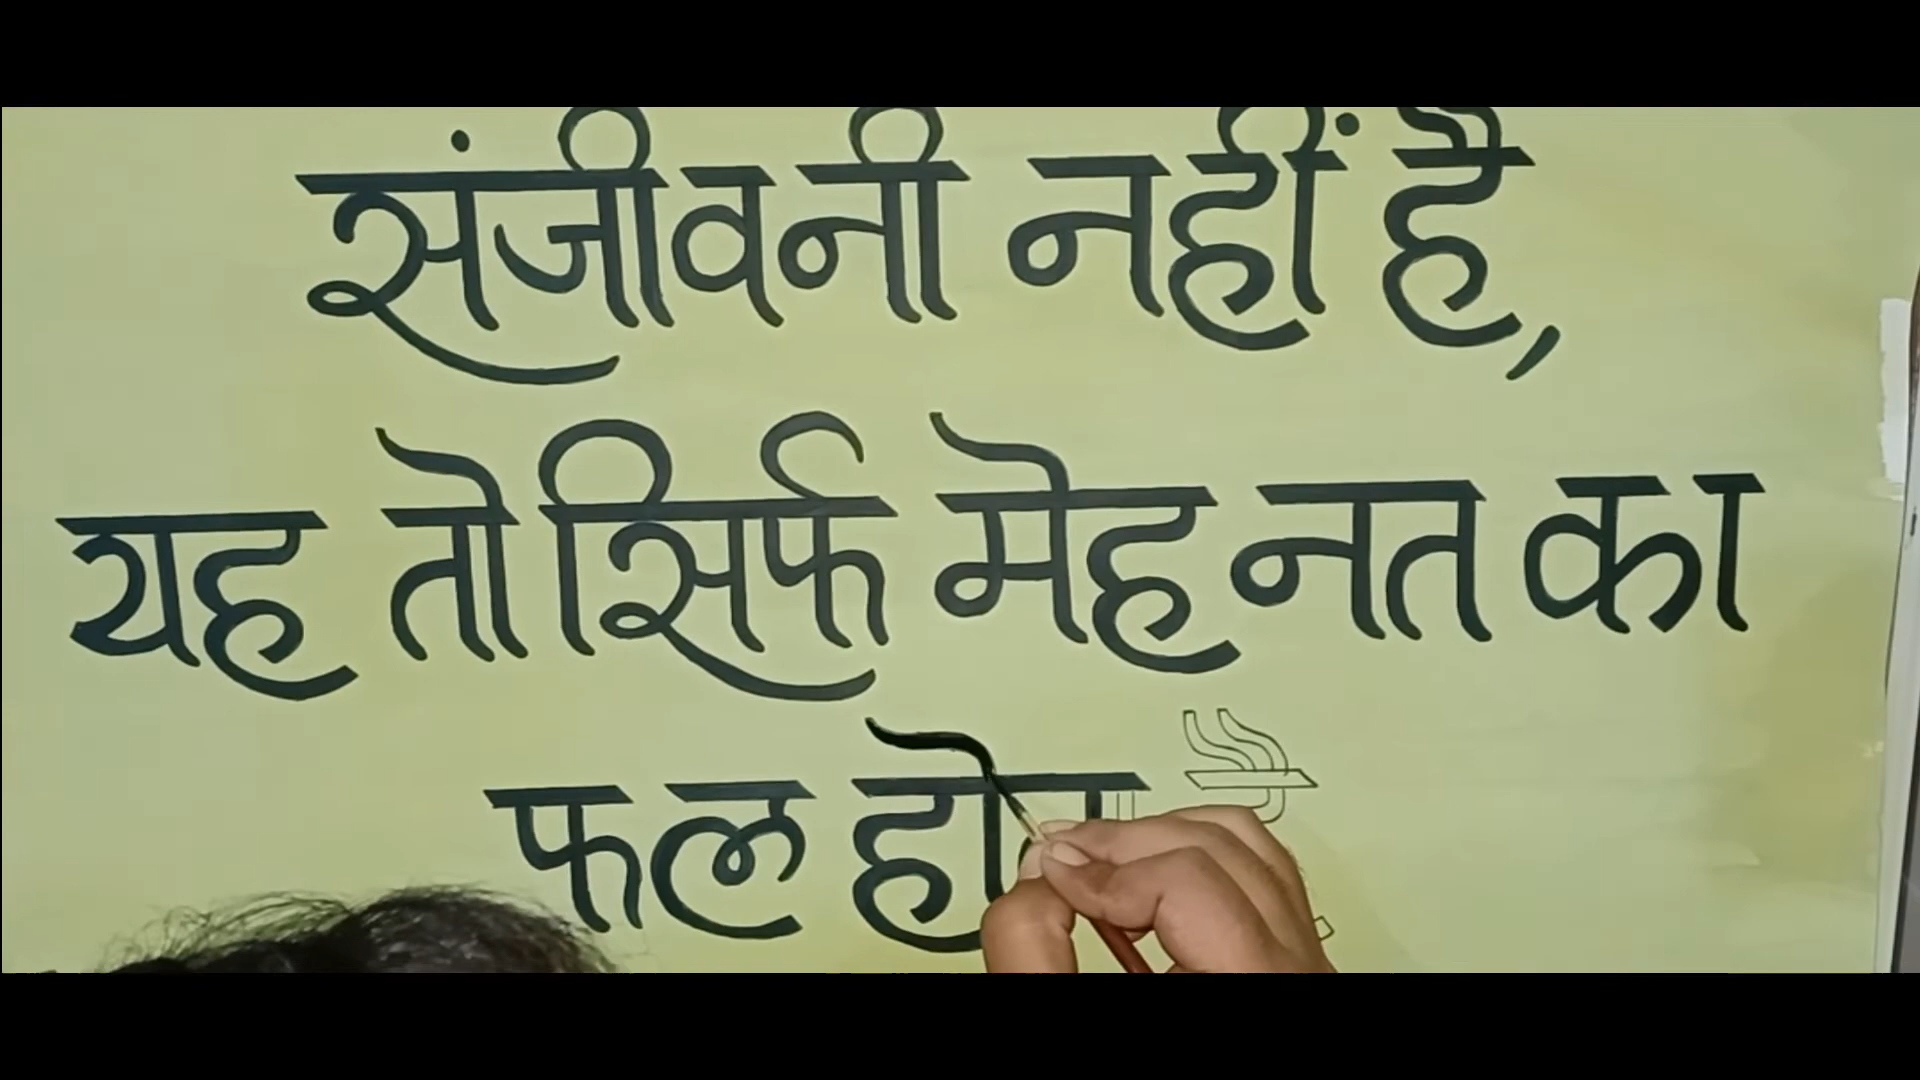 संजीवनी नहीं है,
यह तो सिर्फ मेहनत का
फल होता है